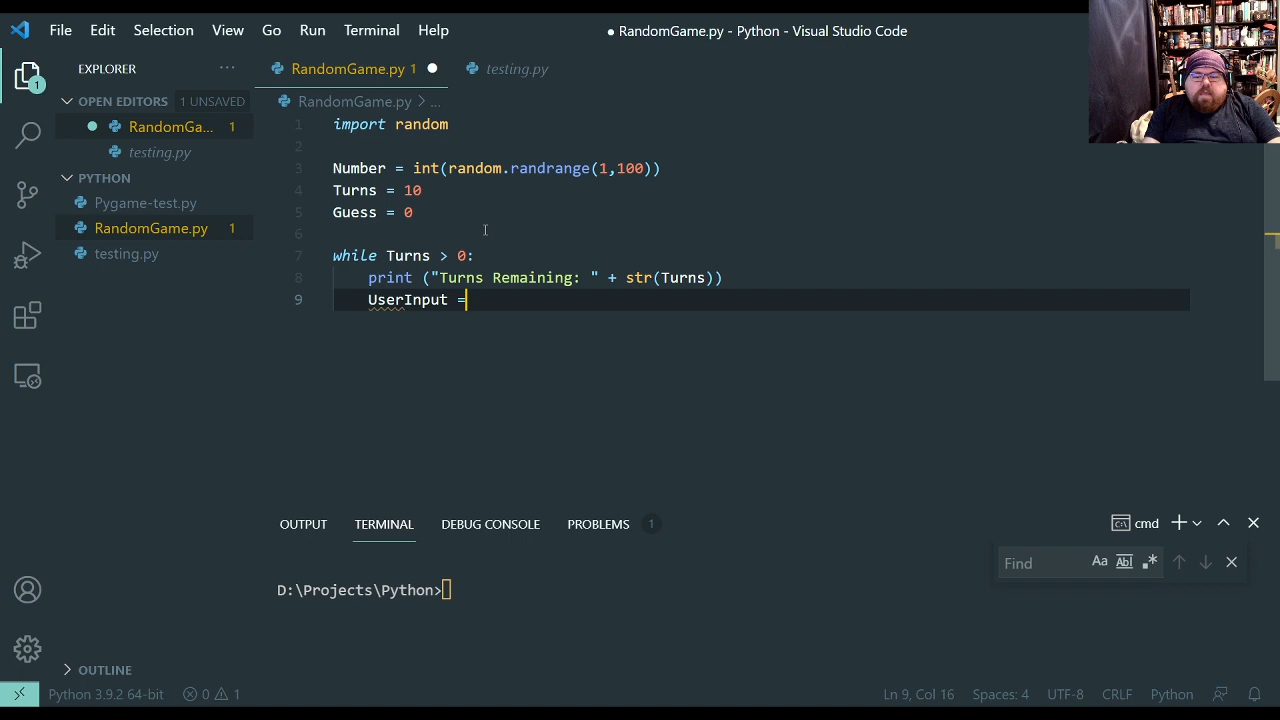 File Edit Selection View Go Run Terminal Help
● RandomGame.py - Python - Visual Studio Code
EXPLORER ...
RandomGame.py 1 ●
testing.py
1
OPEN EDITORS 1 UNSAVED
RandomGa... 1
testing.py
PYTHON
Pygame-test.py
RandomGame.py 1
testing.py
OUTLINE
RandomGame.py > ...
1 import random
2
3 Number = int(random.randrange(1,100))
4 Turns = 10
5 Guess = 0
6
7 while Turns > 0:
8 print ("Turns Remaining: " + str(Turns))
9 UserInput =
OUTPUT TERMINAL DEBUG CONSOLE PROBLEMS 1
cmd
Find Aa Abl .*
D:\Projects\Python>
Python 3.9.2 64-bit 0 1 Ln 9, Col 16 Spaces: 4 UTF-8 CRLF Python